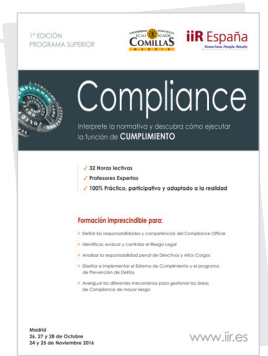 1ª EDICIÓN
PROGRAMA SUPERIOR
COMILLAS
iiR España
Compliance
Interprete la normativa y descubra cómo ejecutar
la función de CUMPLIMIENTO
✓ 32 Horas lectivas
✓ Profesores Expertos
✓ 100% Práctico, participativo y adaptado a la realidad
Formación imprescindible para:
> Definir las responsabilidades y competencias del Compliance Officer
> Identificar, evaluar y controlar el Riesgo Legal
> Analizar la responsabilidad penal de Directivos y Altos Cargos
> Diseñar e implementar el Sistema de Cumplimiento y el programa
de Prevención de Delitos
> Averiguar los diferentes mecanismos para gestionar las áreas
de Compliance de mayor riesgo
Madrid
26, 27 y 28 de Octubre
24 y 25 de Noviembre 2016
www.iir.es